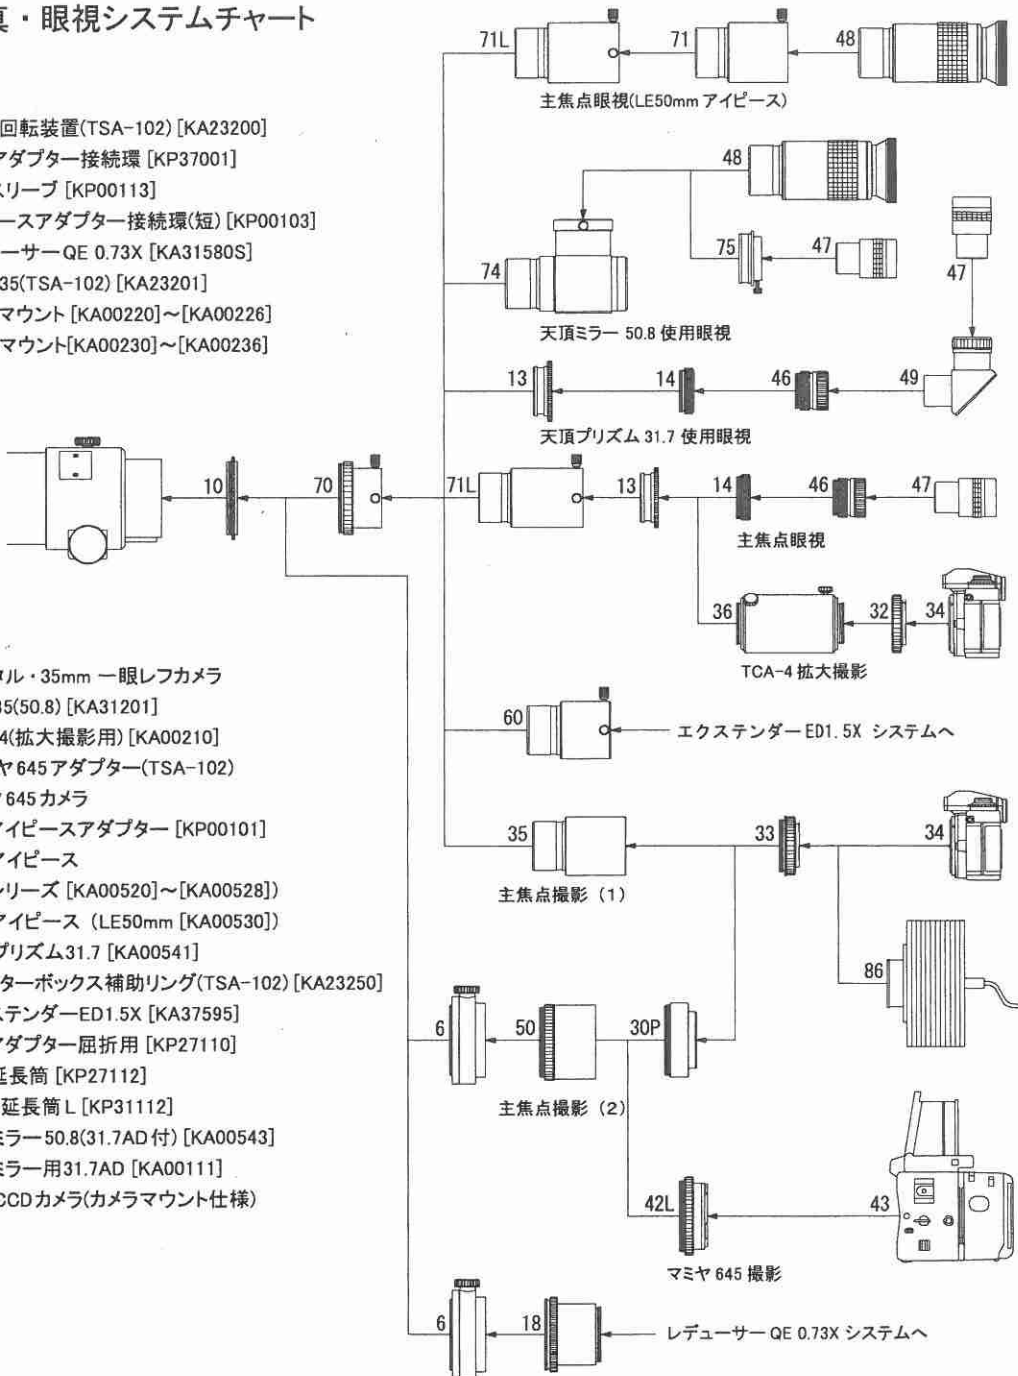 ・眼視システムチャート
回転装置(TSA-102) [KA23200]
アダプター接続環 [KP37001]
スリーブ [KP00113]
ースアダプター接続環(短) [KP00103]
ーサー QE 0.73X [KA31580S]
35(TSA-102) [KA23201]
マウント [KA00220]～[KA00226]
マウント[KA00230]～[KA00236]
71L
71
48
主焦点眼視(LE50mm アイピース)
48
75
47
74
47
天頂ミラー 50.8 使用眼視
13
14
46
49
天頂プリズム 31.7 使用眼視
10
70
71L
13
14
46
47
主焦点眼視
36
32
34
TCA-4 拡大撮影
60
エクステンダー ED1.5X システムへ
35
33
34
主焦点撮影 (1)
86
6
50
30P
主焦点撮影 (2)
42L
43
マミヤ 645 撮影
6
18
レデューサー QE 0.73X システムへ
タル・35mm 一眼レフカメラ
35(50.8) [KA31201]
4(拡大撮影用) [KA00210]
ヤ645アダプター(TSA-102)
645カメラ
アイピースアダプター [KP00101]
アイピース
シリーズ [KA00520]～[KA00528])
アイピース (LE50mm [KA00530])
プリズム31.7 [KA00541]
ターボックス補助リング(TSA-102) [KA23250]
ステンダーED1.5X [KA37595]
アダプター屈折用 [KP27110]
延長筒 [KP27112]
延長筒L [KP31112]
ミラー50.8(31.7AD付) [KA00543]
ミラー用31.7AD [KA00111]
CCDカメラ(カメラマウント仕様)